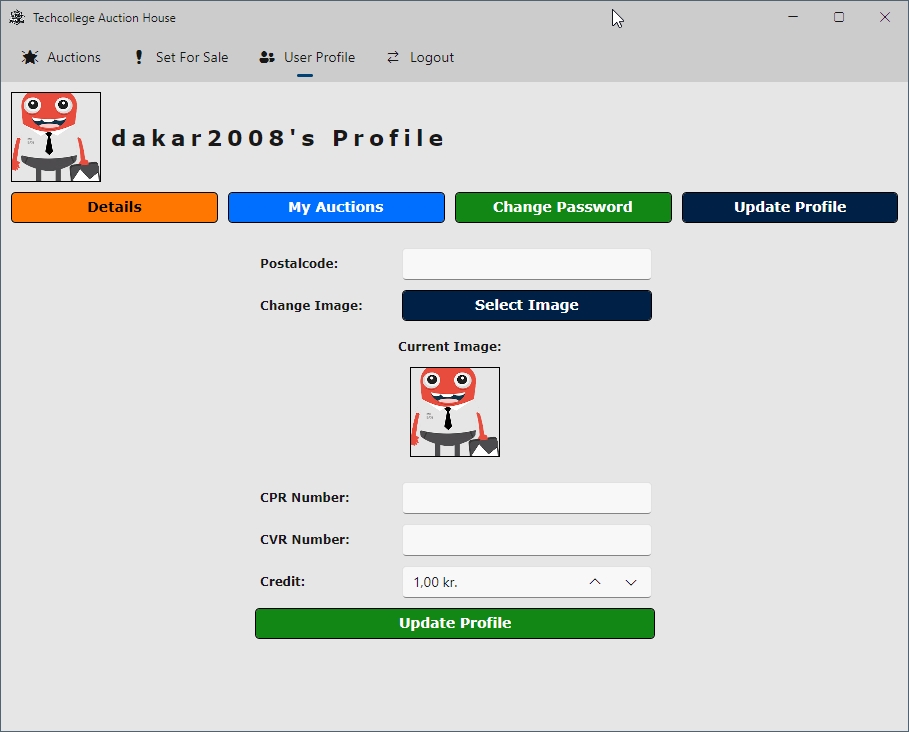 Techcollege Auction House
Auctions Set For Sale User Profile Logout
dakar2008's Profile
Details My Auctions Change Password Update Profile
Postalcode:
Change Image: Select Image
Current Image:
CPR Number:
CVR Number:
Credit: 1,00 kr.
Update Profile